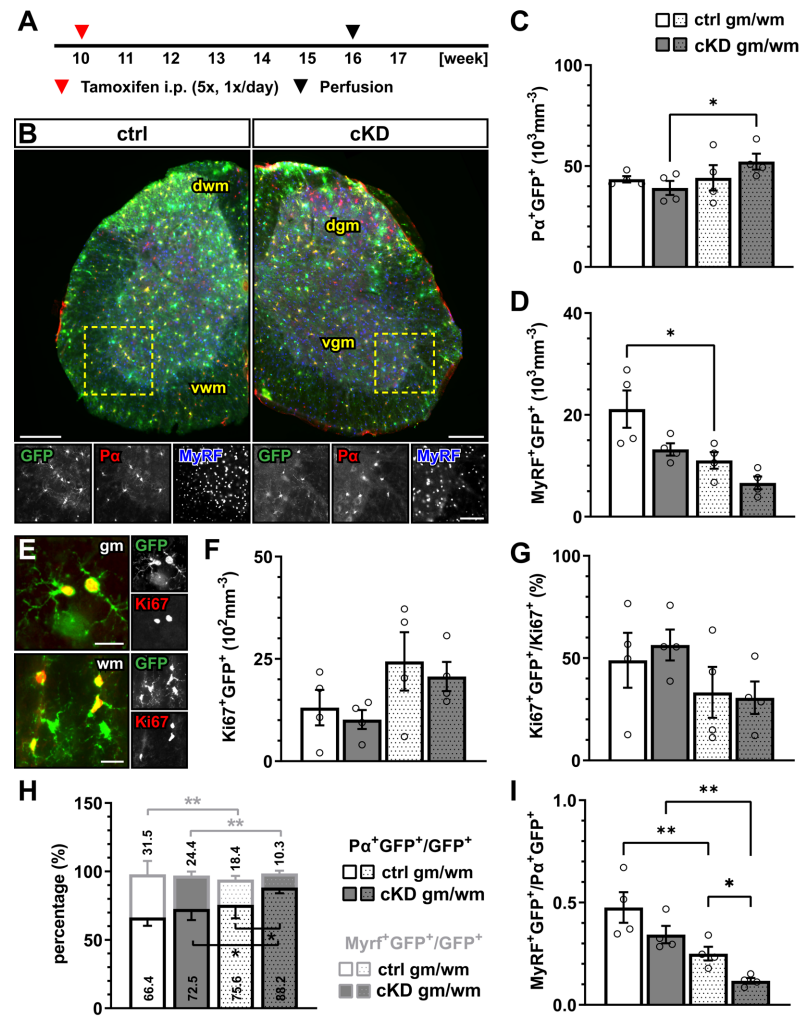 A
10 11 12 13 14 15 16 17 [week]
Tamoxifen i.p. (5x, 1x/day) Perfusion
B
ctrl cKD
dwm
dgm
vgm
vwm
GFP Pα MyRF GFP Pα MyRF
C
ctrl gm/wm
cKD gm/wm
Pα⁺GFP⁺ (10³mm⁻³)
100
50
0
*
D
MyRF⁺GFP⁺ (10³mm⁻³)
40
20
0
*
E
gm GFP
Ki67
wm GFP
Ki67
F
Ki67⁺GFP⁺ (10²mm⁻³)
50
25
0
G
Ki67⁺GFP⁺/Ki67⁺ (%)
100
50
0
H
percentage (%)
150
100
50
0
**
**
31.5 24.4 18.4 10.3
*
*
66.4 72.5 75.6 88.2
Pα⁺GFP⁺/GFP⁺
ctrl gm/wm
cKD gm/wm
Myrf⁺GFP⁺/GFP⁺
ctrl gm/wm
cKD gm/wm
I
MyRF⁺GFP⁺/Pα⁺GFP⁺
1.0
0.5
0.0
**
**
*